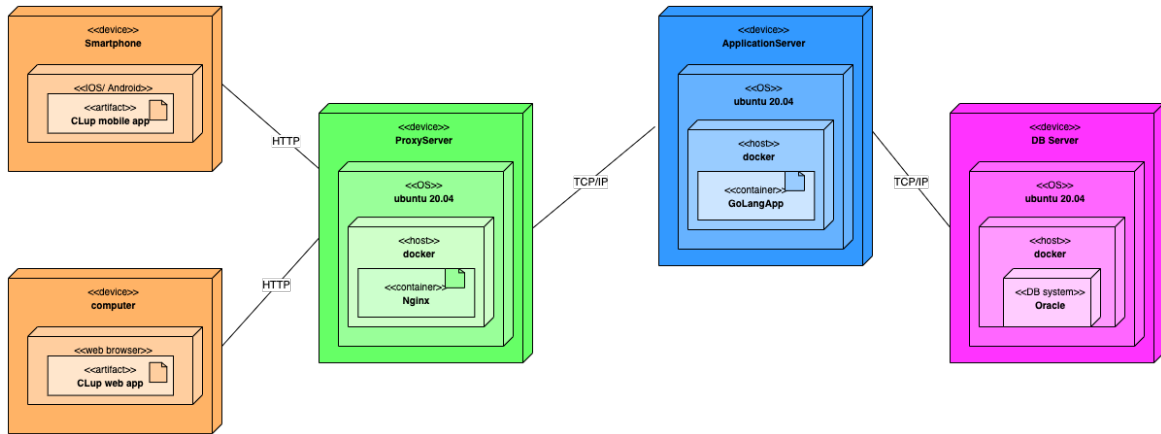 <<device>>
Smartphone
<<IOS/ Android>>
<<artifact>>
CLup mobile app
HTTP
<<device>>
computer
<<web browser>>
<<artifact>>
CLup web app
HTTP
<<device>>
ProxyServer
<<OS>>
ubuntu 20.04
<<host>>
docker
<<container>>
Nginx
TCP/IP
<<device>>
ApplicationServer
<<OS>>
ubuntu 20.04
<<host>>
docker
<<container>>
GoLangApp
TCP/IP
<<device>>
DB Server
<<OS>>
ubuntu 20.04
<<host>>
docker
<<DB system>>
Oracle